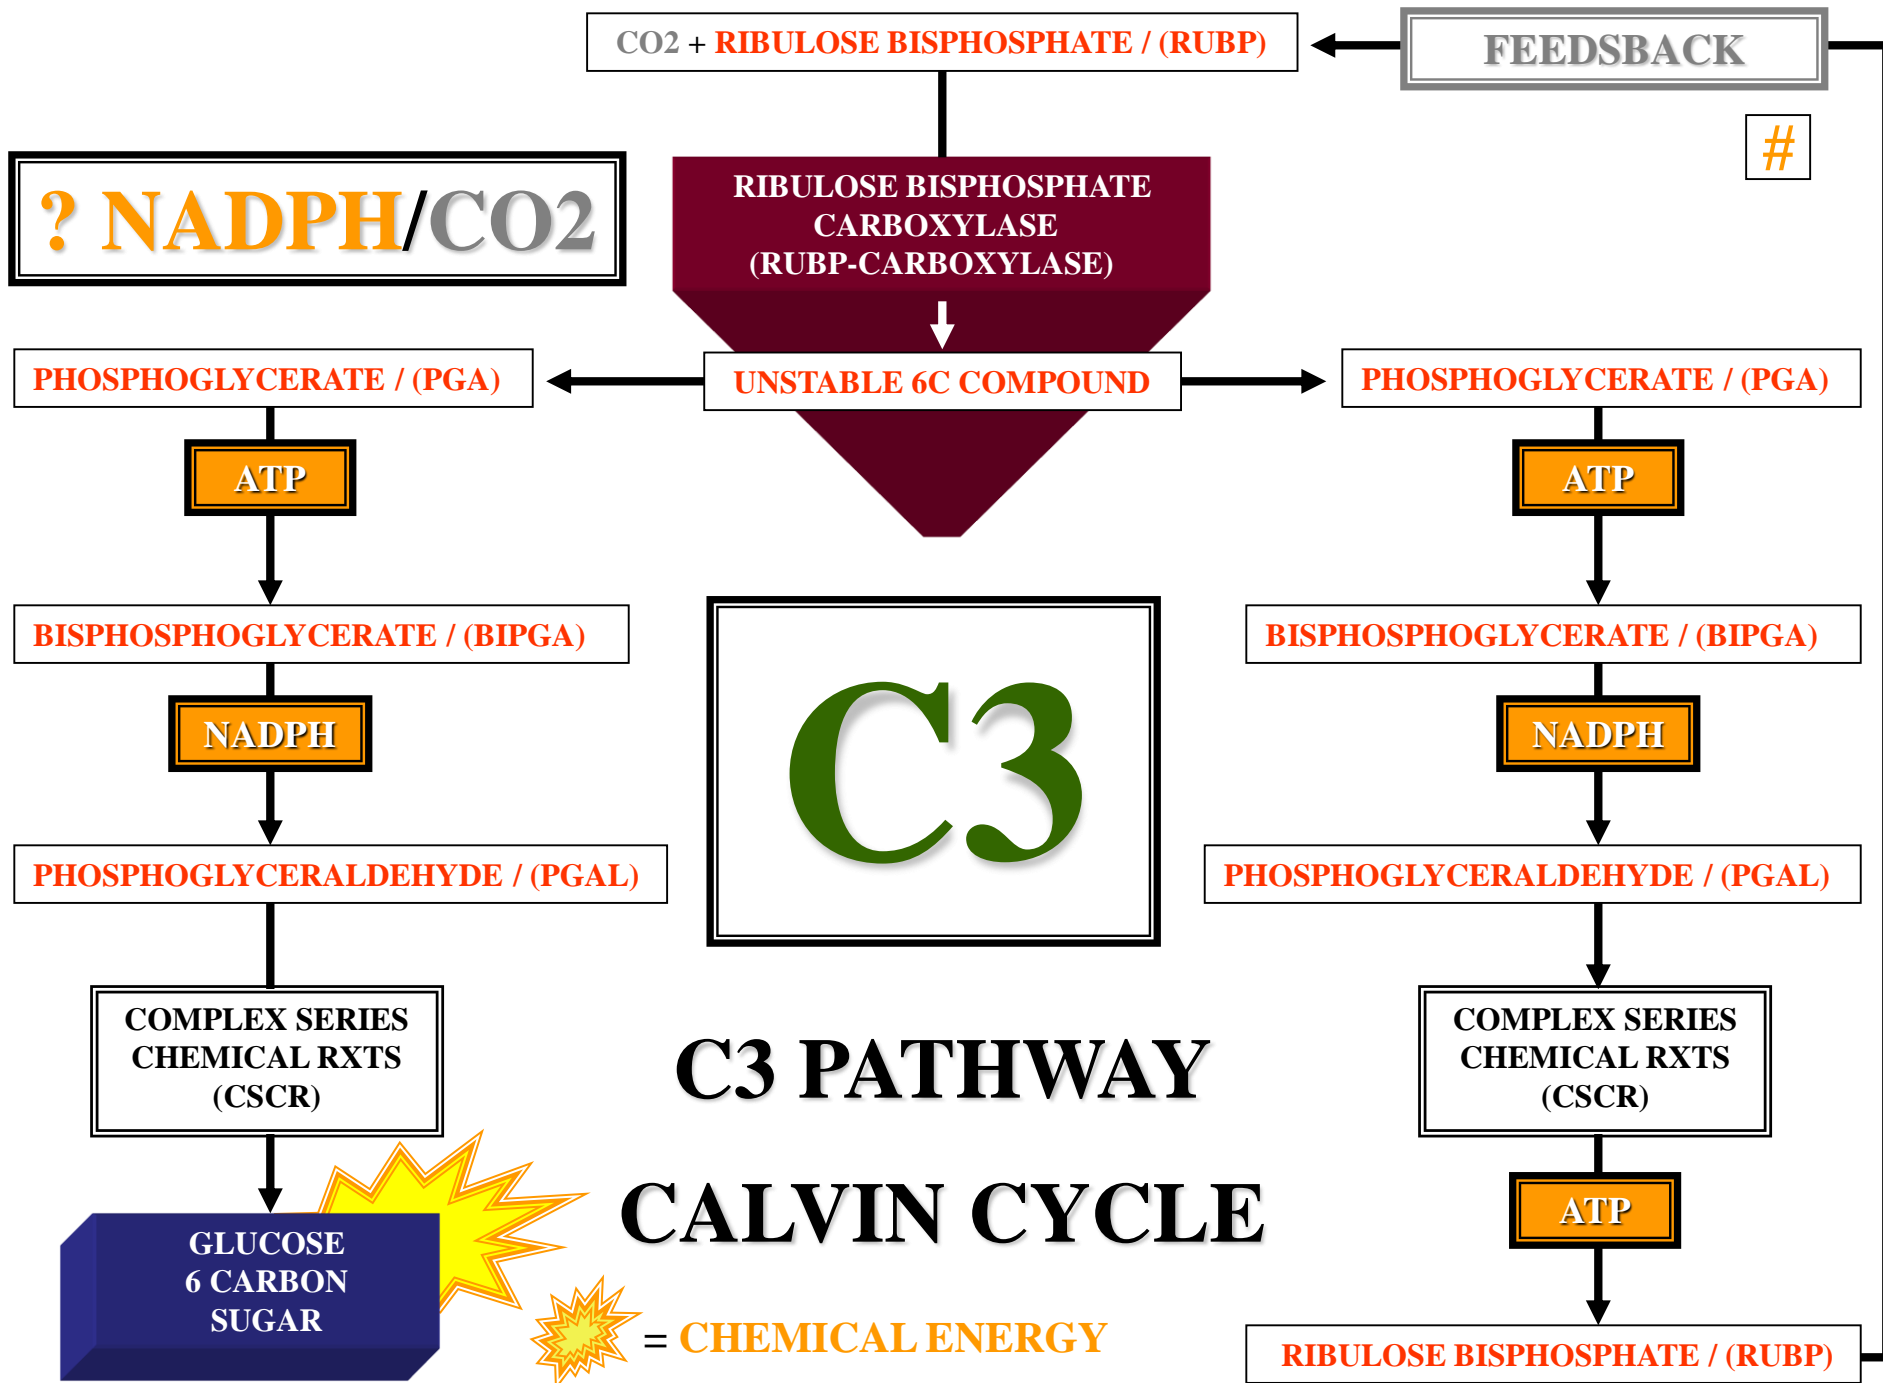 CO2 + RIBULOSE BISPHOSPHATE / (RUBP)
FEEDSBACK
#
? NADPH/CO2
RIBULOSE BISPHOSPHATE
CARBOXYLASE
(RUBP-CARBOXYLASE)
PHOSPHOGLYCERATE / (PGA)
UNSTABLE 6C COMPOUND
PHOSPHOGLYCERATE / (PGA)
ATP
ATP
BISPHOSPHOGLYCERATE / (BIPGA)
BISPHOSPHOGLYCERATE / (BIPGA)
C3
NADPH
NADPH
PHOSPHOGLYCERALDEHYDE / (PGAL)
PHOSPHOGLYCERALDEHYDE / (PGAL)
COMPLEX SERIES
CHEMICAL RXTS
(CSCR)
C3 PATHWAY
CALVIN CYCLE
COMPLEX SERIES
CHEMICAL RXTS
(CSCR)
ATP
GLUCOSE
6 CARBON
SUGAR
= CHEMICAL ENERGY
RIBULOSE BISPHOSPHATE / (RUBP)